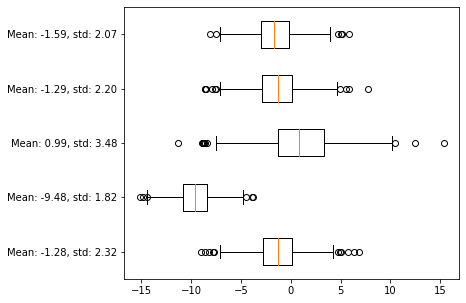 Mean: -1.59, std: 2.07
Mean: -1.29, std: 2.20
Mean: 0.99, std: 3.48
Mean: -9.48, std: 1.82
Mean: -1.28, std: 2.32
−15 −10 −5 0 5 10 15